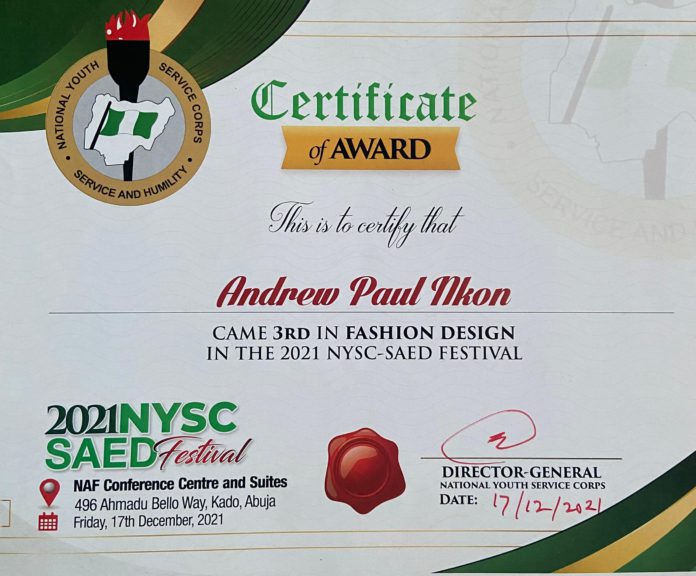 NATIONAL YOUTH SERVICE CORPS
SERVICE AND HUMILITY
Certificate
of AWARD
This is to certify that
Andrew Paul Nkon
CAME 3RD IN FASHION DESIGN
IN THE 2021 NYSC-SAED FESTIVAL
2021NYSC
SAED Festival
NAF Conference Centre and Suites
496 Ahmadu Bello Way, Kado, Abuja
Friday, 17th December, 2021
DIRECTOR-GENERAL
NATIONAL YOUTH SERVICE CORPS
DATE: 17/12/2021
SERVICE AND